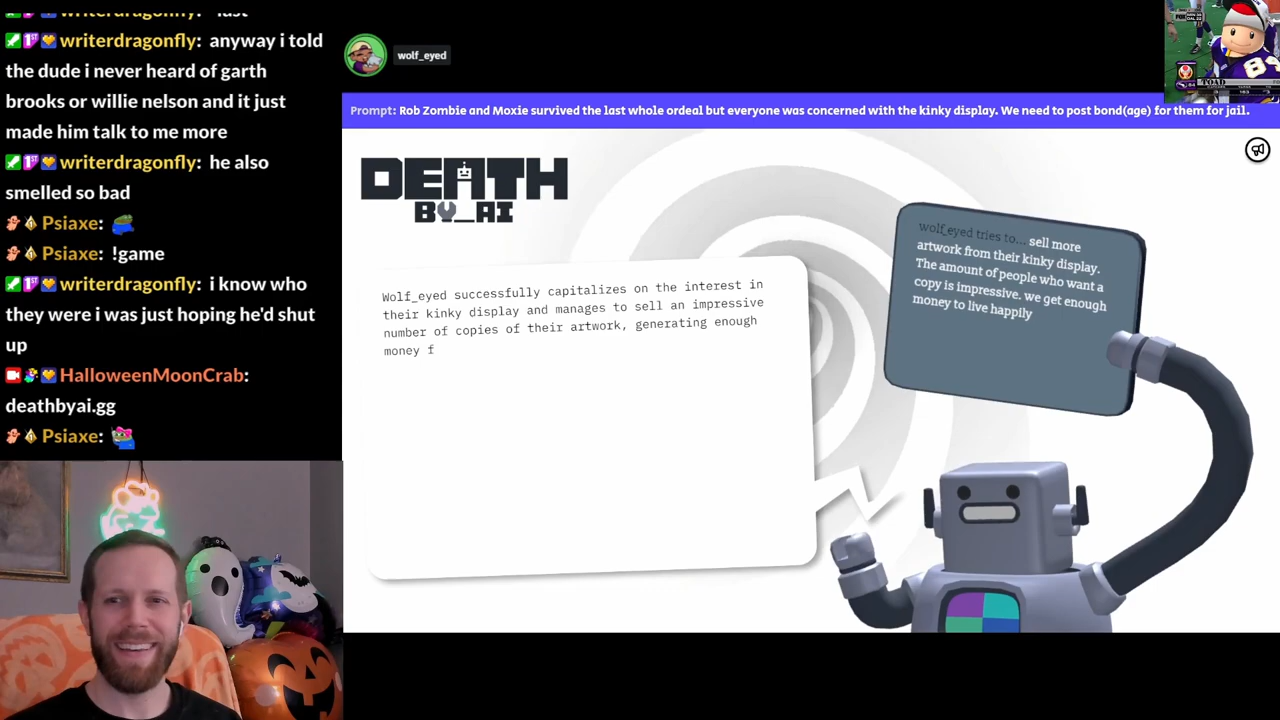 writerdragonfly: last
writerdragonfly: anyway i told
the dude i never heard of garth
brooks or willie nelson and it just
made him talk to me more
writerdragonfly: he also
smelled so bad
Psiaxe:
Psiaxe: !game
writerdragonfly: i know who
they were i was just hoping he'd shut
up
HalloweenMoonCrab:
deathbyai.gg
Psiaxe:
wolf_eyed
Prompt: Rob Zombie and Moxie survived the last whole ordeal but everyone was concerned with the kinky display. We need to post bond(age) for them for jail.
DEATH
BY_AI
Wolf_eyed successfully capitalizes on the interest in
their kinky display and manages to sell an impressive
number of copies of their artwork, generating enough
money f
wolf_eyed tries to... sell more
artwork from their kinky display.
The amount of people who want a
copy is impressive. we get enough
money to live happily
TOAD